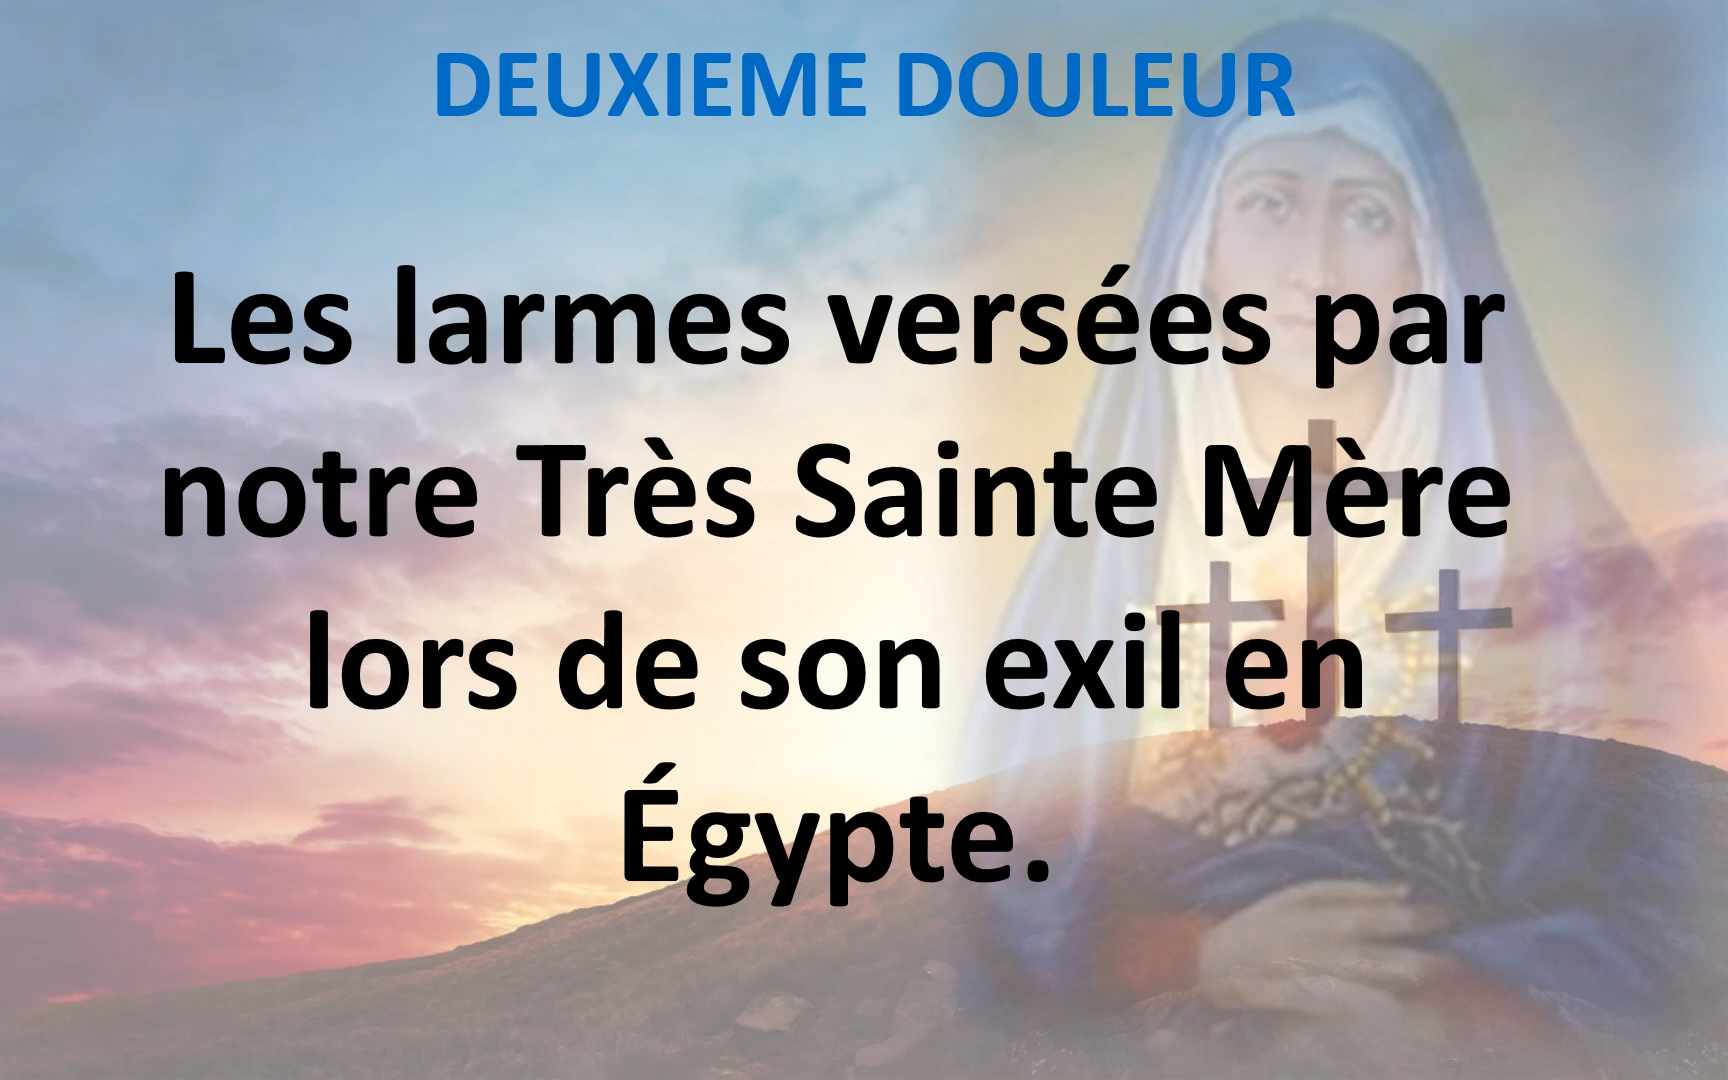 DEUXIEME DOULEUR
Les larmes versées par
notre Très Sainte Mère
lors de son exil en
Égypte.